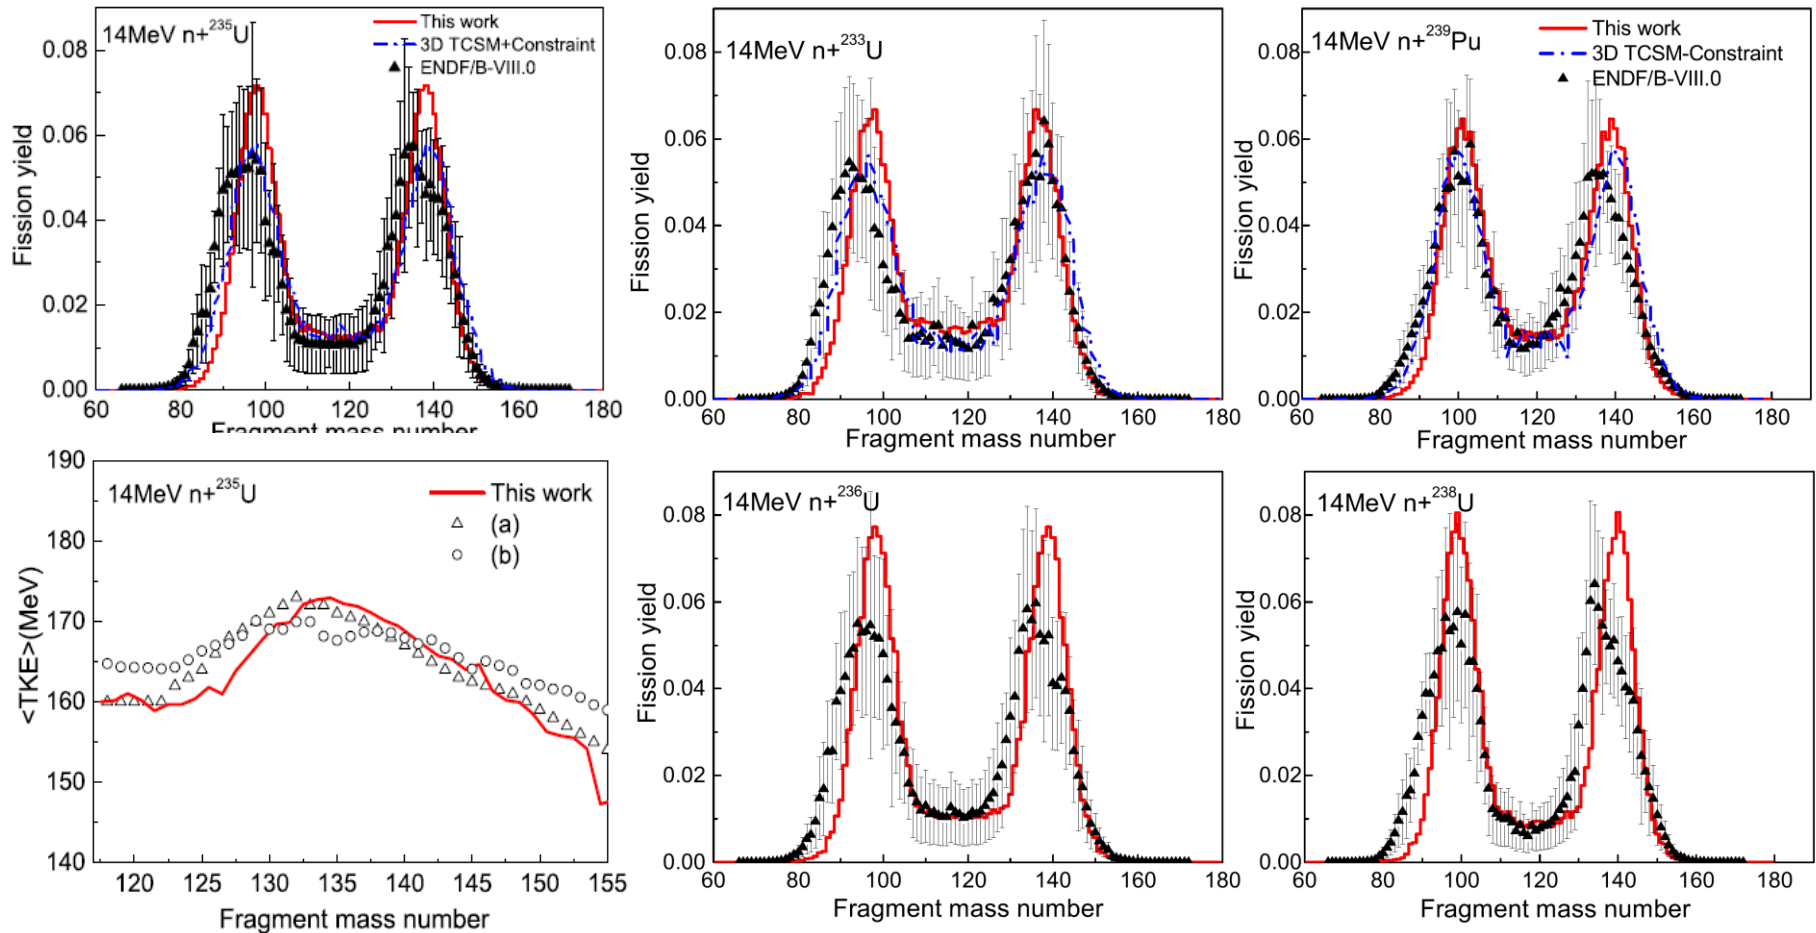 14MeV n+235U
This work
3D TCSM+Constraint
ENDF/B-VIII.0
Fission yield
0.08
0.06
0.04
0.02
0.00
60 80 100 120 140 160 180
Fragment mass number
14MeV n+233U
Fission yield
0.08
0.06
0.04
0.02
0.00
60 80 100 120 140 160 180
Fragment mass number
14MeV n+239Pu
This work
3D TCSM-Constraint
ENDF/B-VIII.0
Fission yield
0.08
0.06
0.04
0.02
0.00
60 80 100 120 140 160 180
Fragment mass number
14MeV n+235U
This work
(a)
(b)
<TKE>(MeV)
190
180
170
160
150
140
120 125 130 135 140 145 150 155
Fragment mass number
14MeV n+236U
Fission yield
0.08
0.06
0.04
0.02
0.00
60 80 100 120 140 160 180
Fragment mass number
14MeV n+238U
Fission yield
0.08
0.06
0.04
0.02
0.00
60 80 100 120 140 160 180
Fragment mass number